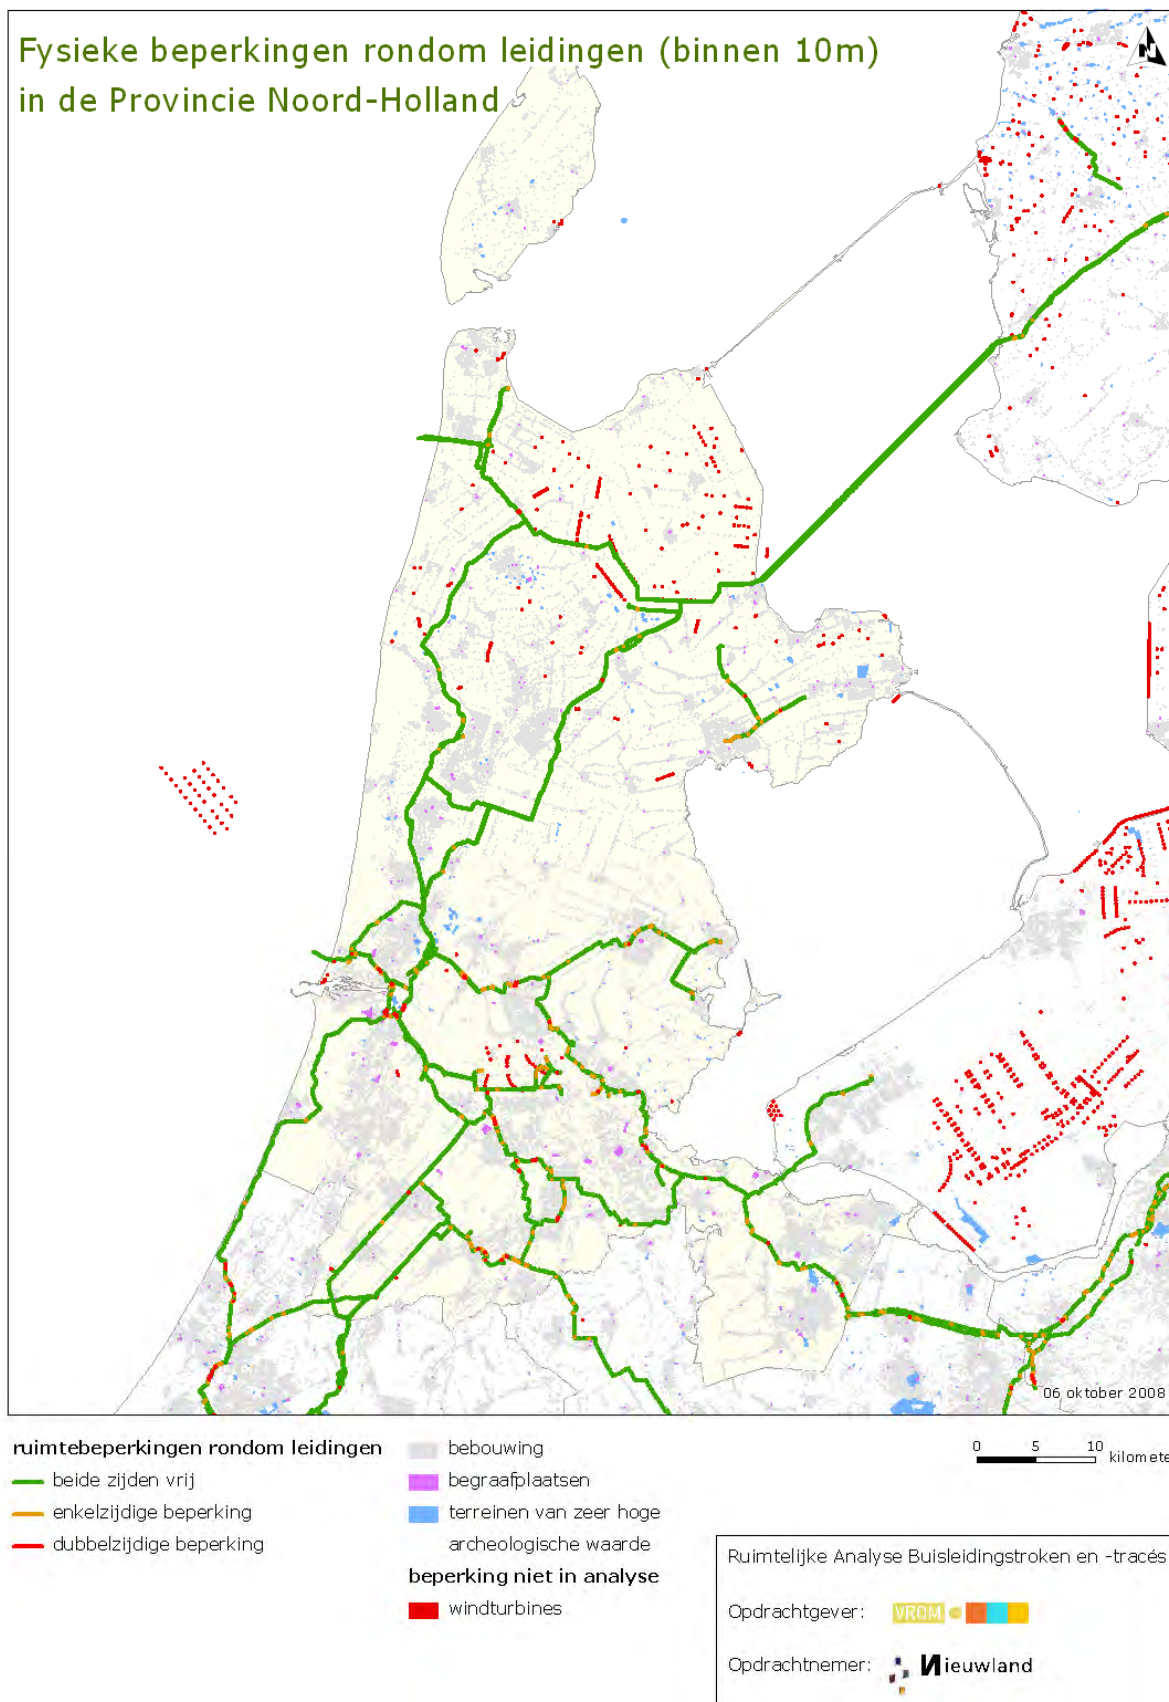 Fysieke beperkingen rondom leidingen (binnen 10m)
in de Provincie Noord-Holland
N
06 oktober 2008
ruimtebeperkingen rondom leidingen
beide zijden vrij
enkelzijdige beperking
dubbelzijdige beperking
bebouwing
begraafplaatsen
terreinen van zeer hoge
archeologische waarde
beperking niet in analyse
windturbines
0 5 10
kilomete
Ruimtelijke Analyse Buisleidingstroken en -tracés
Opdrachtgever: VROM
Opdrachtnemer: Nieuwland